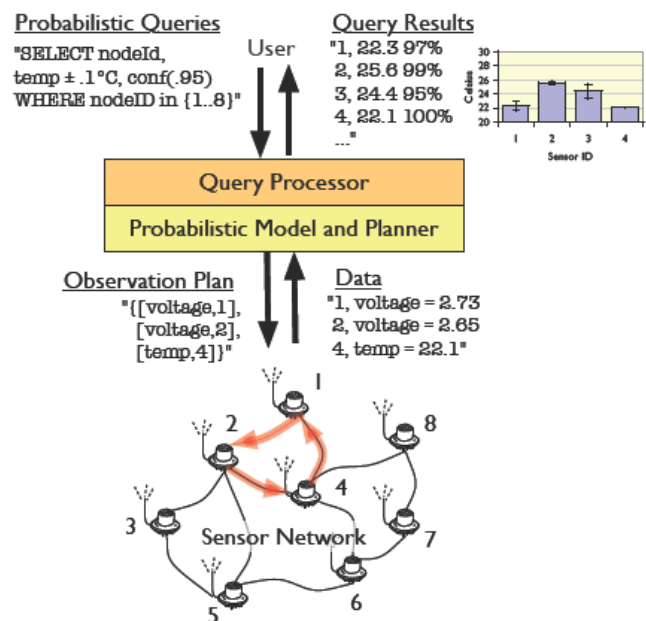 Probabilistic Queries
"SELECT nodeId,
temp ± .1°C, conf(.95)
WHERE nodeID in {1..8}"
User
Query Results
"1, 22.3 97%
2, 25.6 99%
3, 24.4 95%
4, 22.1 100%
..."
Celsius
30
28
26
24
22
20
1 2 3 4
Sensor ID
Query Processor
Probabilistic Model and Planner
Observation Plan
"{[voltage,1],
[voltage,2],
[temp,4]}"
Data
"1, voltage = 2.73
2, voltage = 2.65
4, temp = 22.1"
1
2
8
4
3
Sensor Network
7
5
6